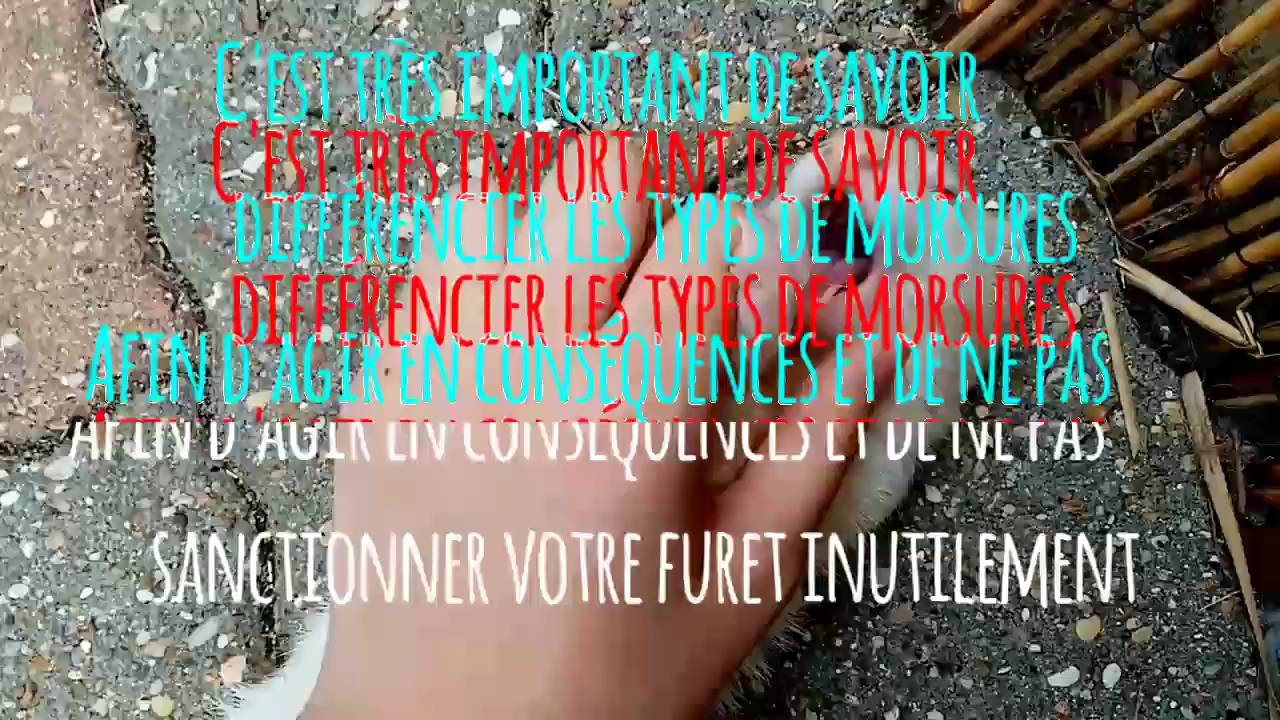 C'est très important de savoir
C'est très important de savoir
différencier les types de morsures
différencier les types de morsures
Afin d'agir en conséquences et de ne pas
Afin d'agir en conséquences et de ne pas
sanctionner votre furet inutilement